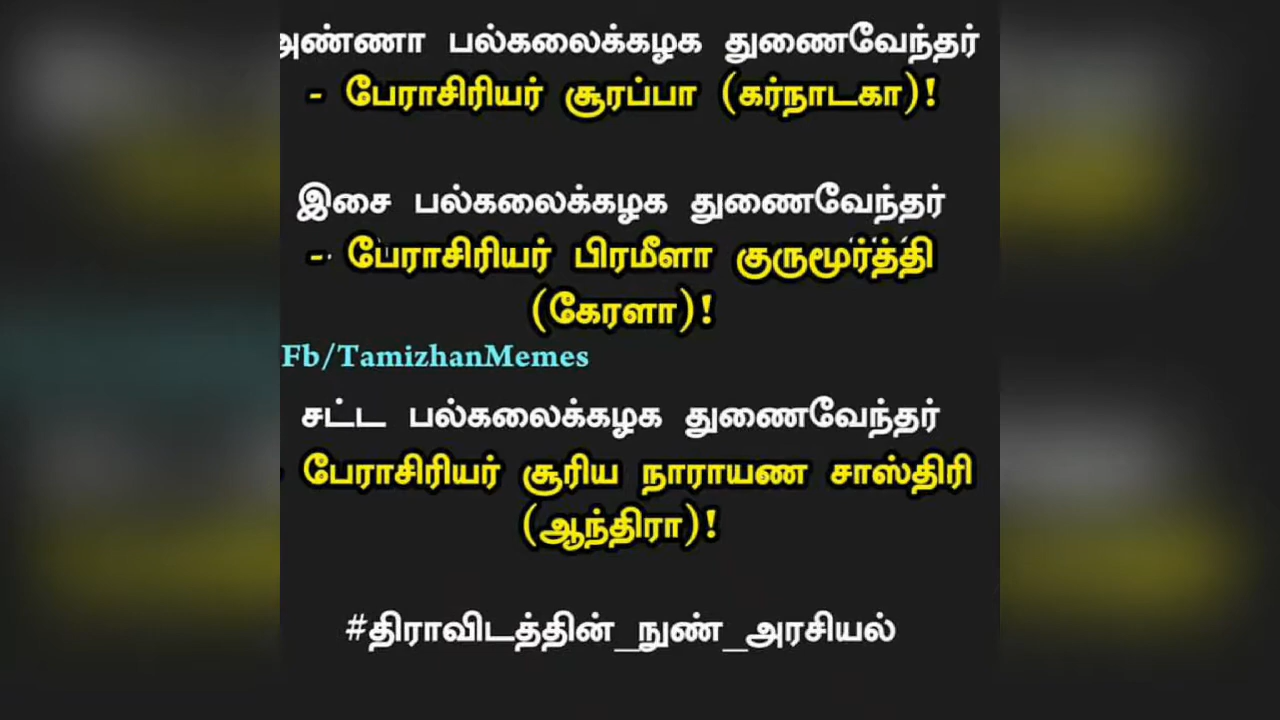 அண்ணா பல்கலைக்கழக துணைவேந்தர்
- பேராசிரியர் சூரப்பா (கர்நாடகா)!
இசை பல்கலைக்கழக துணைவேந்தர்
- பேராசிரியர் பிரமீளா குருமூர்த்தி
(கேரளா)!
Fb/TamizhanMemes
சட்ட பல்கலைக்கழக துணைவேந்தர்
- பேராசிரியர் சூரிய நாராயண சாஸ்திரி
(ஆந்திரா)!
#திராவிடத்தின்_நுண்_அரசியல்